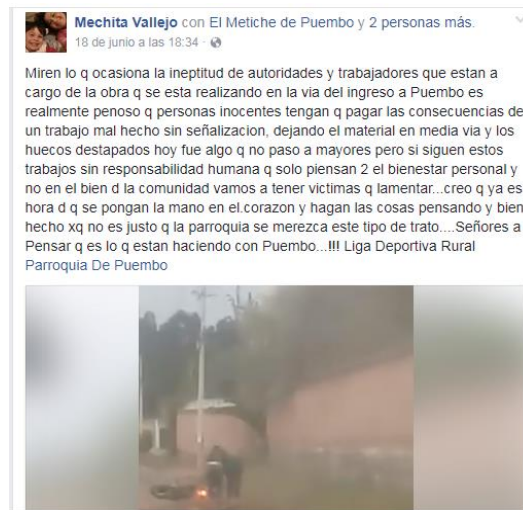 Mechita Vallejo con El Metiche de Puembo y 2 personas más.
18 de junio a las 18:34 ·
Miren lo q ocasiona la ineptitud de autoridades y trabajadores que estan a
cargo de la obra q se esta realizando en la via del ingreso a Puembo es
realmente penoso q personas inocentes tengan q pagar las consecuencias de
un trabajo mal hecho sin señalizacion, dejando el material en media via y los
huecos destapados hoy fue algo q no paso a mayores pero si siguen estos
trabajos sin responsabilidad humana q solo piensan 2 el bienestar personal y
no en el bien d la comunidad vamos a tener victimas q lamentar...creo q ya es
hora d q se pongan la mano en el.corazon y hagan las cosas pensando y bien
hecho xq no es justo q la parroquia se merezca este tipo de trato....Señores a
Pensar q es lo q estan haciendo con Puembo...!!! Liga Deportiva Rural
Parroquia De Puembo